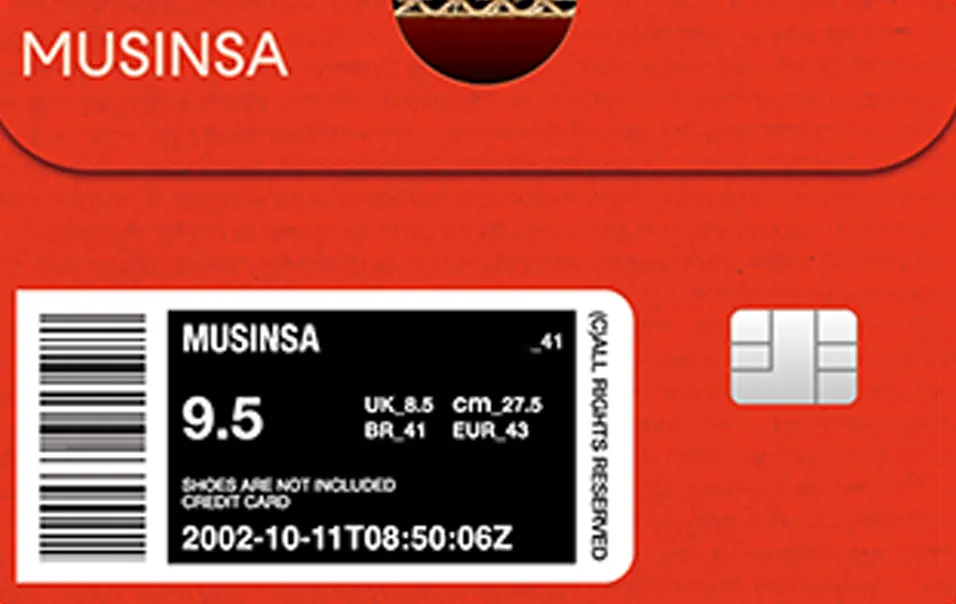 MUSINSA
MUSINSA
_41
9.5
UK_8.5 cm_27.5
BR_41 EUR_43
SHOES ARE NOT INCLUDED
CREDIT CARD
2002-10-11T08:50:06Z
(C)ALL RIGHTS RESERVED